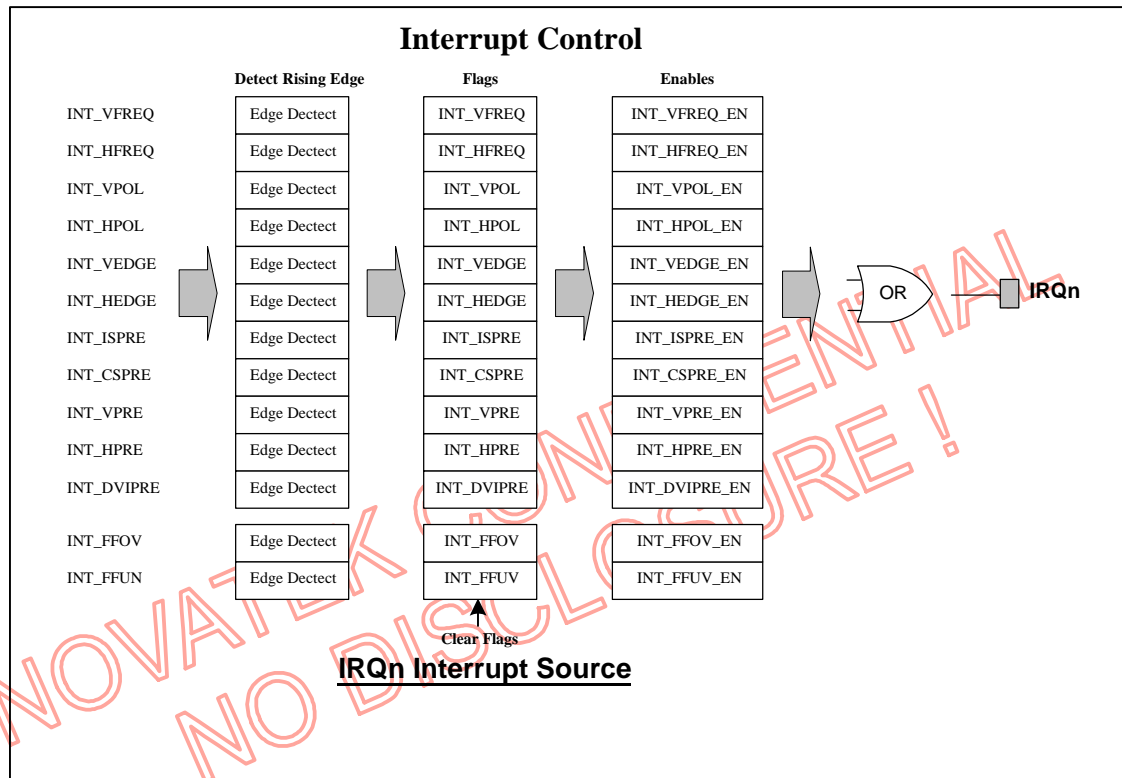 Interrupt Control
Detect Rising Edge Flags Enables
INT_VFREQ Edge Dectect INT_VFREQ INT_VFREQ_EN
INT_HFREQ Edge Dectect INT_HFREQ INT_HFREQ_EN
INT_VPOL Edge Dectect INT_VPOL INT_VPOL_EN
INT_HPOL Edge Dectect INT_HPOL INT_HPOL_EN
INT_VEDGE Edge Dectect INT_VEDGE INT_VEDGE_EN
INT_HEDGE Edge Dectect INT_HEDGE INT_HEDGE_EN
OR IRQn
INT_ISPRE Edge Dectect INT_ISPRE INT_ISPRE_EN
INT_CSPRE Edge Dectect INT_CSPRE INT_CSPRE_EN
INT_VPRE Edge Dectect INT_VPRE INT_VPRE_EN
INT_HPRE Edge Dectect INT_HPRE INT_HPRE_EN
INT_DVIPRE Edge Dectect INT_DVIPRE INT_DVIPRE_EN
INT_FFOV Edge Dectect INT_FFOV INT_FFOV_EN
INT_FFUN Edge Dectect INT_FFUV INT_FFUV_EN
Clear Flags
IRQn Interrupt Source
NOVATEK CONFIDENTIAL
NO DISCLOSURE !